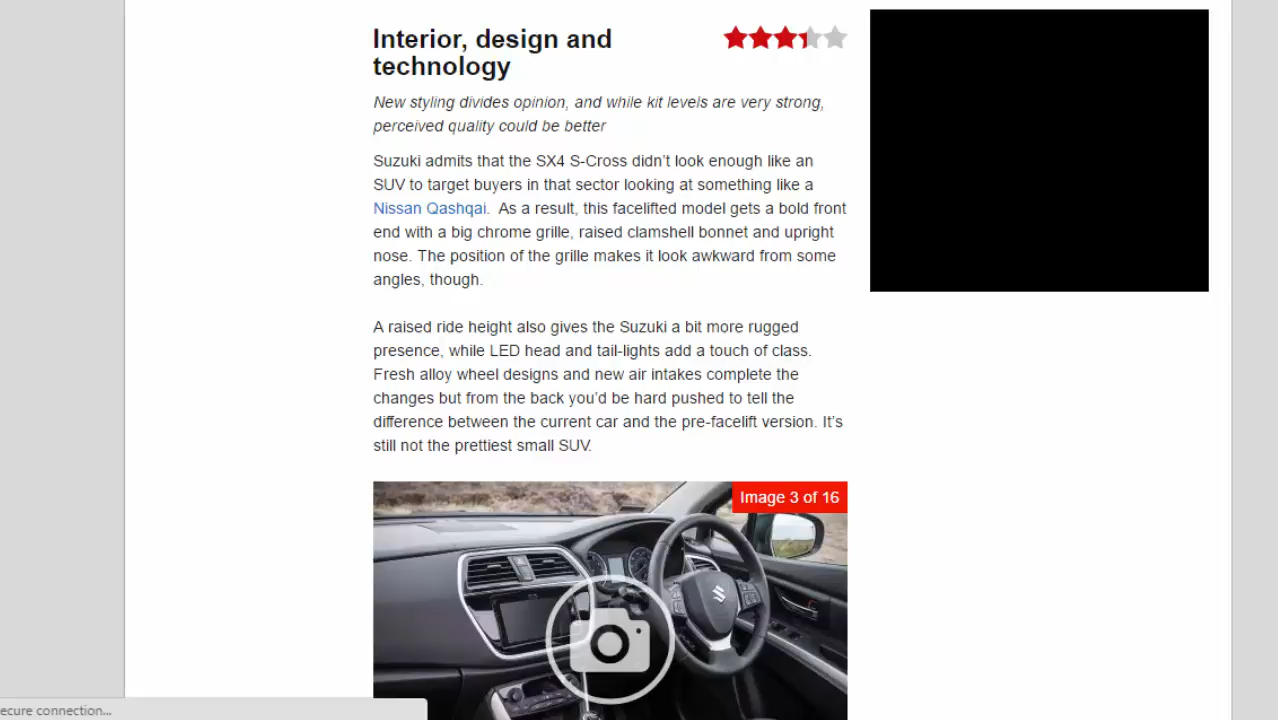 Interior, design and
technology
New styling divides opinion, and while kit levels are very strong,
perceived quality could be better
Suzuki admits that the SX4 S-Cross didn’t look enough like an
SUV to target buyers in that sector looking at something like a
Nissan Qashqai.  As a result, this facelifted model gets a bold front
end with a big chrome grille, raised clamshell bonnet and upright
nose. The position of the grille makes it look awkward from some
angles, though.
A raised ride height also gives the Suzuki a bit more rugged
presence, while LED head and tail-lights add a touch of class.
Fresh alloy wheel designs and new air intakes complete the
changes but from the back you’d be hard pushed to tell the
difference between the current car and the pre-facelift version. It’s
still not the prettiest small SUV.
Image 3 of 16
ecure connection...